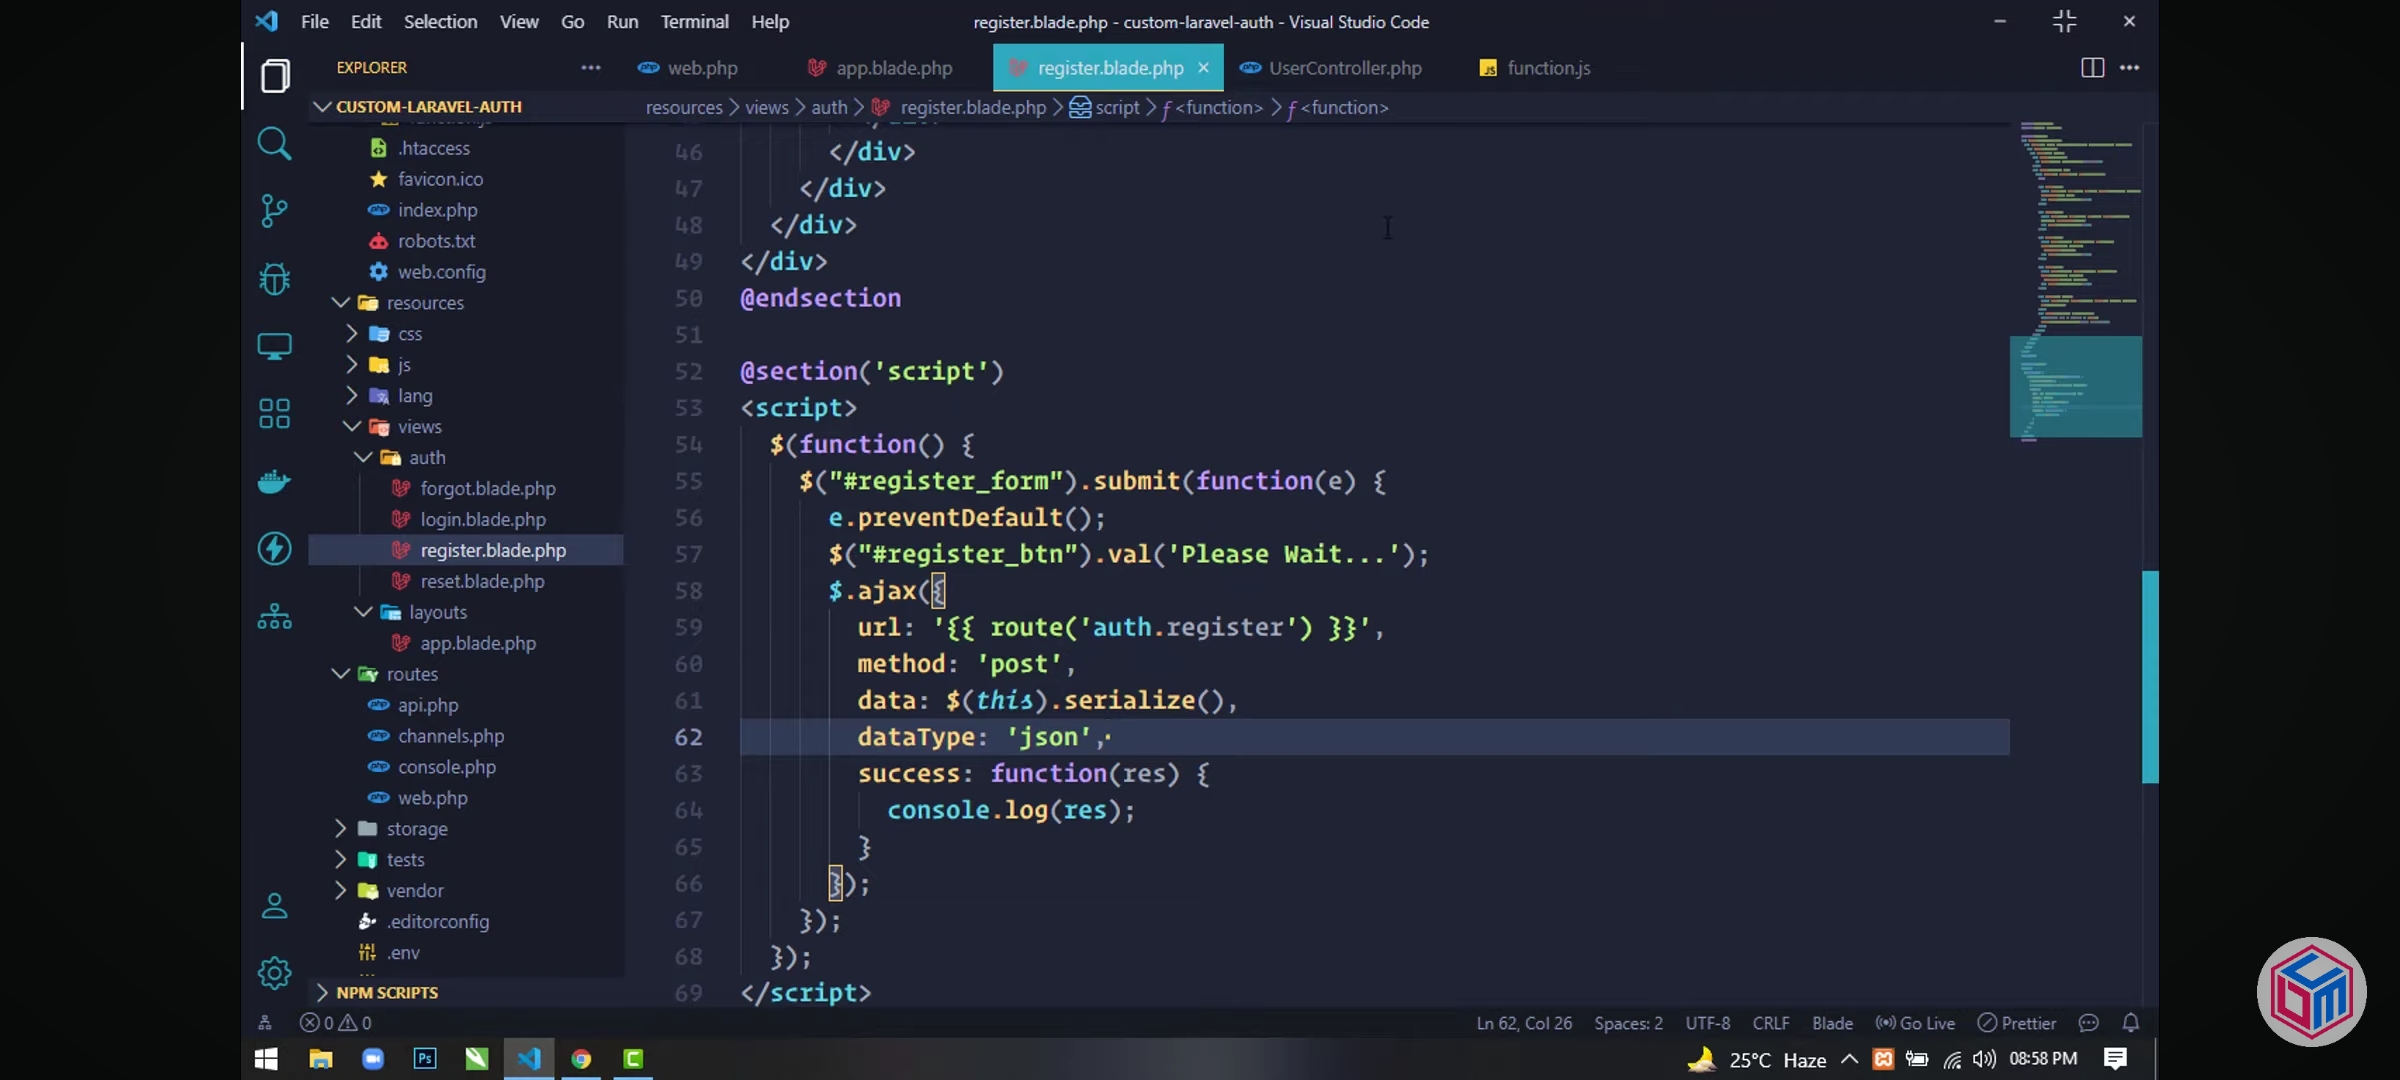 File Edit Selection View Go Run Terminal Help
register.blade.php - custom-laravel-auth - Visual Studio Code
EXPLORER
web.php
app.blade.php
register.blade.php
UserController.php
JS function.js
CUSTOM-LARAVEL-AUTH
resources > views > auth > register.blade.php > script > <function> > <function>
.htaccess
favicon.ico
index.php
robots.txt
web.config
resources
css
js
lang
views
auth
forgot.blade.php
login.blade.php
register.blade.php
reset.blade.php
layouts
app.blade.php
routes
api.php
channels.php
console.php
web.php
storage
tests
vendor
.editorconfig
.env
NPM SCRIPTS
46 </div>
47 </div>
48 </div>
49 </div>
50 @endsection
51
52 @section('script')
53 <script>
54 $(function() {
55 $("#register_form").submit(function(e) {
56 e.preventDefault();
57 $("#register_btn").val('Please Wait...');
58 $.ajax({
59 url: '{{ route('auth.register') }}',
60 method: 'post',
61 data: $(this).serialize(),
62 dataType: 'json',
63 success: function(res) {
64 console.log(res);
65 }
66 });
67 });
68 });
69 </script>
0 0
Ln 62, Col 26 Spaces: 2 UTF-8 CRLF Blade Go Live Prettier
Ps
25°C Haze
08:58 PM